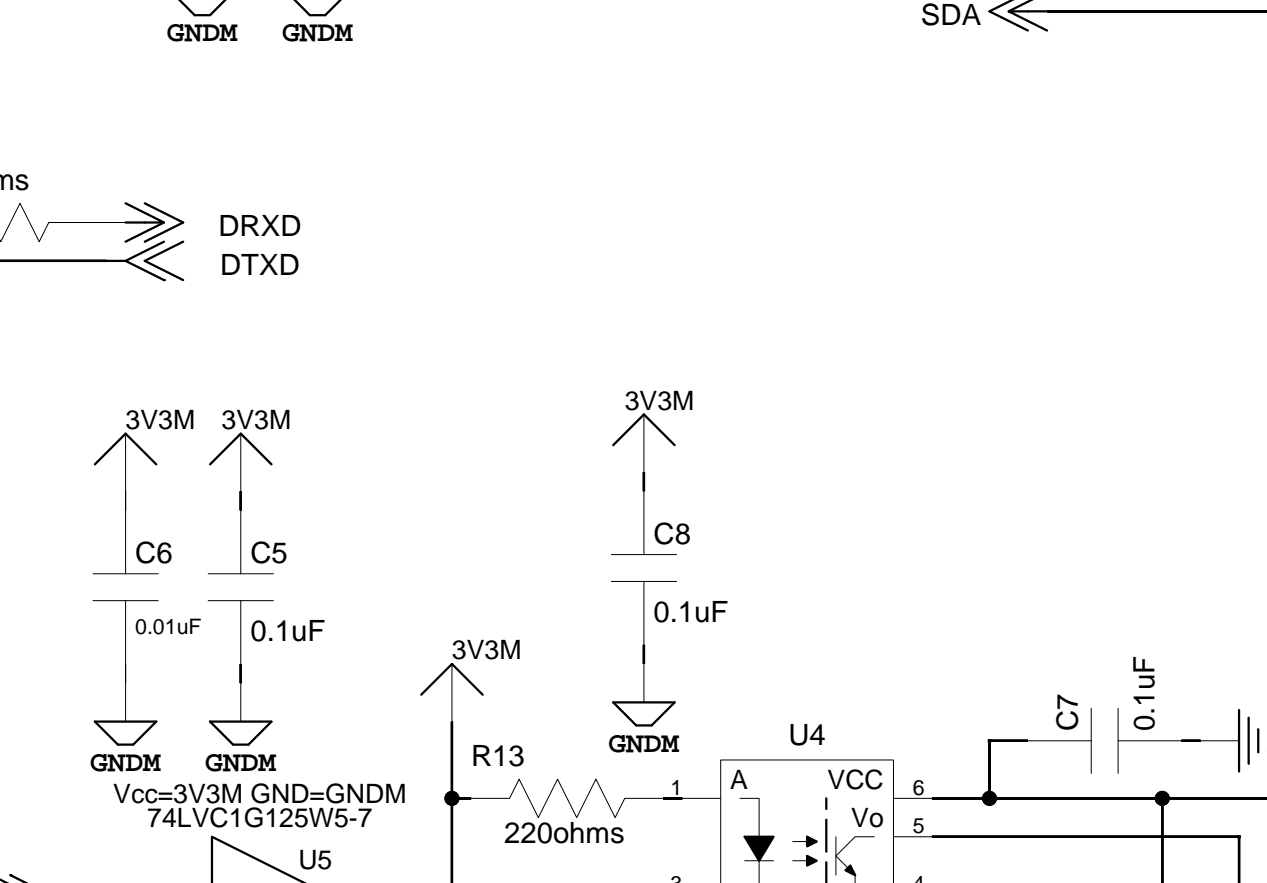 SDA
GNDM GNDM
ms
DRXD
DTXD
3V3M
3V3M 3V3M
C8
C6 C5
0.1uF
0.01uF 0.1uF
3V3M
C7 0.1uF
GNDM
U4
GNDM GNDM
R13
A VCC 6
1
Vcc=3V3M GND=GNDM
74LVC1G125W5-7
Vo 5
220ohms
U5
3 4